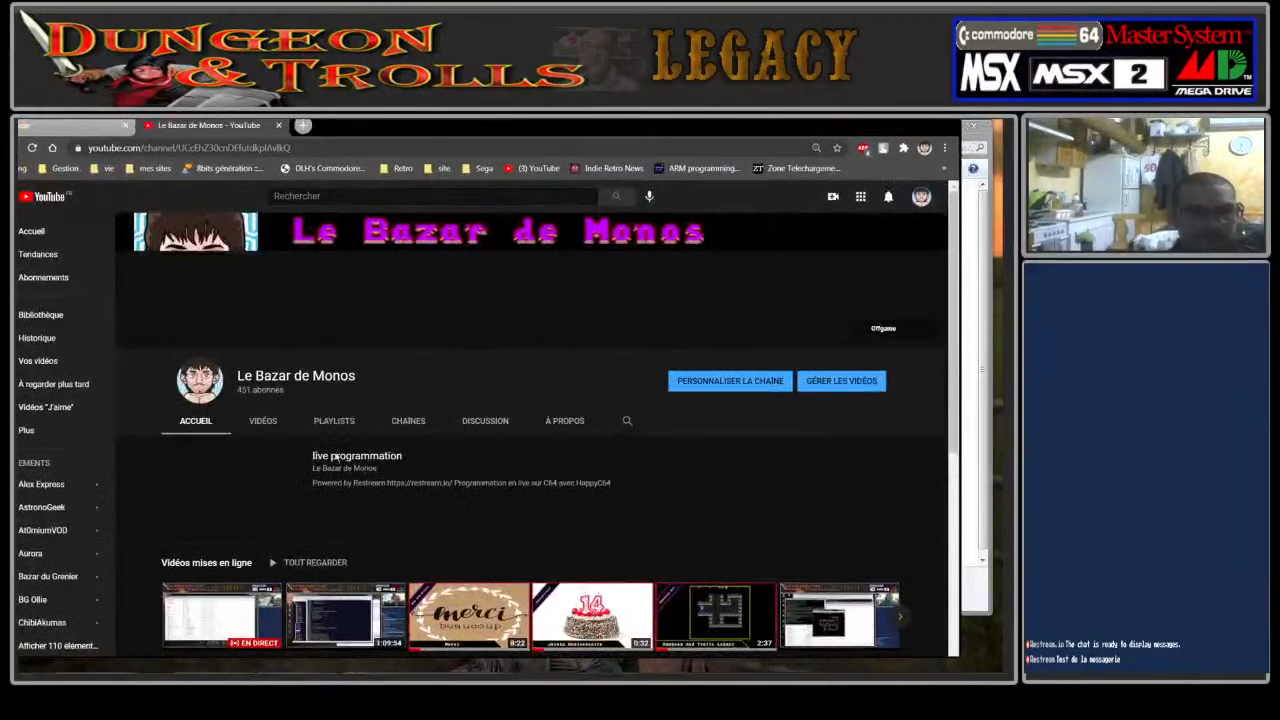 DUNGEON
& TROLLS
LEGACY
commodore 64
Master System
MSX
MSX 2
MEGA DRIVE
Le Bazar de Monos - YouTube
youtube.com/channel/
Gestion
vie
mes sites
8bits génération :...
DLH's Commodore...
Retro
site
Sega
(3) YouTube
Indie Retro News
ARM programming...
Zone Telechargeme...
YouTube
Rechercher
Accueil
Tendances
Abonnements
Bibliothèque
Historique
Vos vidéos
À regarder plus tard
Vidéos "J'aime"
Plus
EMENTS
Alex Express
AstronoGeek
At0miumVOD
Aurora
Bazar du Grenier
BG Ollie
ChibiAkumas
Afficher 110 élément...
Le Bazar de Monos
Offgame
Le Bazar de Monos
451 abonnés
PERSONNALISER LA CHAÎNE
GÉRER LES VIDÉOS
ACCUEIL
VIDÉOS
PLAYLISTS
CHAÎNES
DISCUSSION
À PROPOS
live programmation
Le Bazar de Monos
Powered by Restream https://restream.io/ Programmation en live sur C64 avec HappyC64
Vidéos mises en ligne
TOUT REGARDER
EN DIRECT
1:09:54
merci
beaucoup
8:22
14
0:32
2:37
Restream.io The chat is ready to display messages.
Restream Test de la messagerie